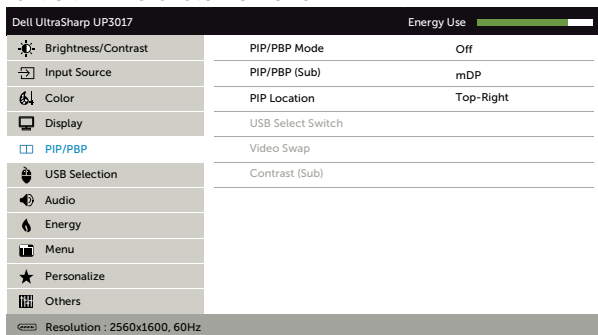 Dell UltraSharp UP3017 Energy Use
Brightness/Contrast PIP/PBP Mode Off
Input Source PIP/PBP (Sub) mDP
Color PIP Location Top-Right
Display USB Select Switch
PIP/PBP Video Swap
USB Selection Contrast (Sub)
Audio
Energy
Menu
Personalize
Others
Resolution : 2560x1600, 60Hz